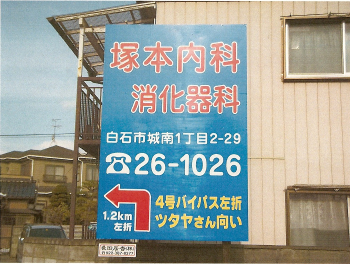 塚本内科
消化器科
白石市城南1丁目2-29
☎26-1026
1.2km
左折
4号バイパス左折
ツタヤさん向い